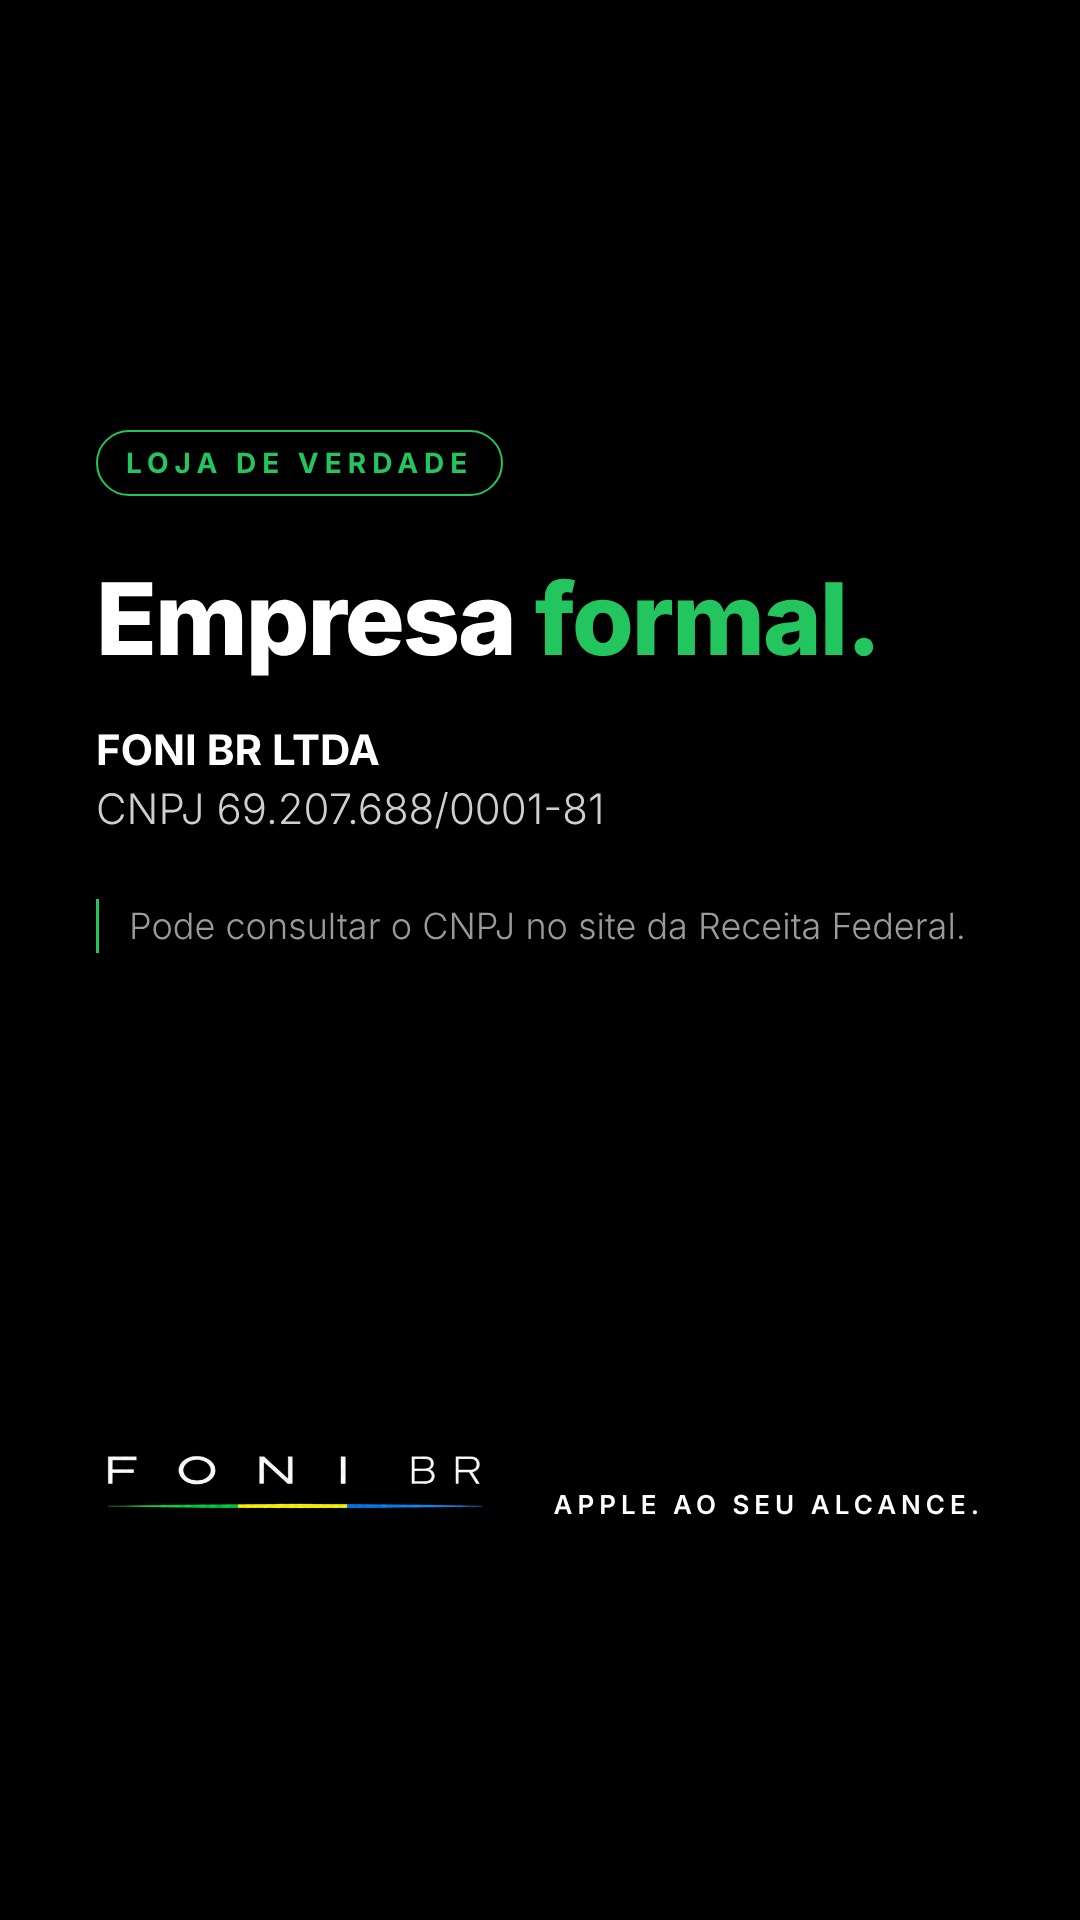 LOJA DE VERDADE
Empresa formal.
FONI BR LTDA
CNPJ 69.207.688/0001-81
Pode consultar o CNPJ no site da Receita Federal.
FONI BR
APPLE AO SEU ALCANCE.